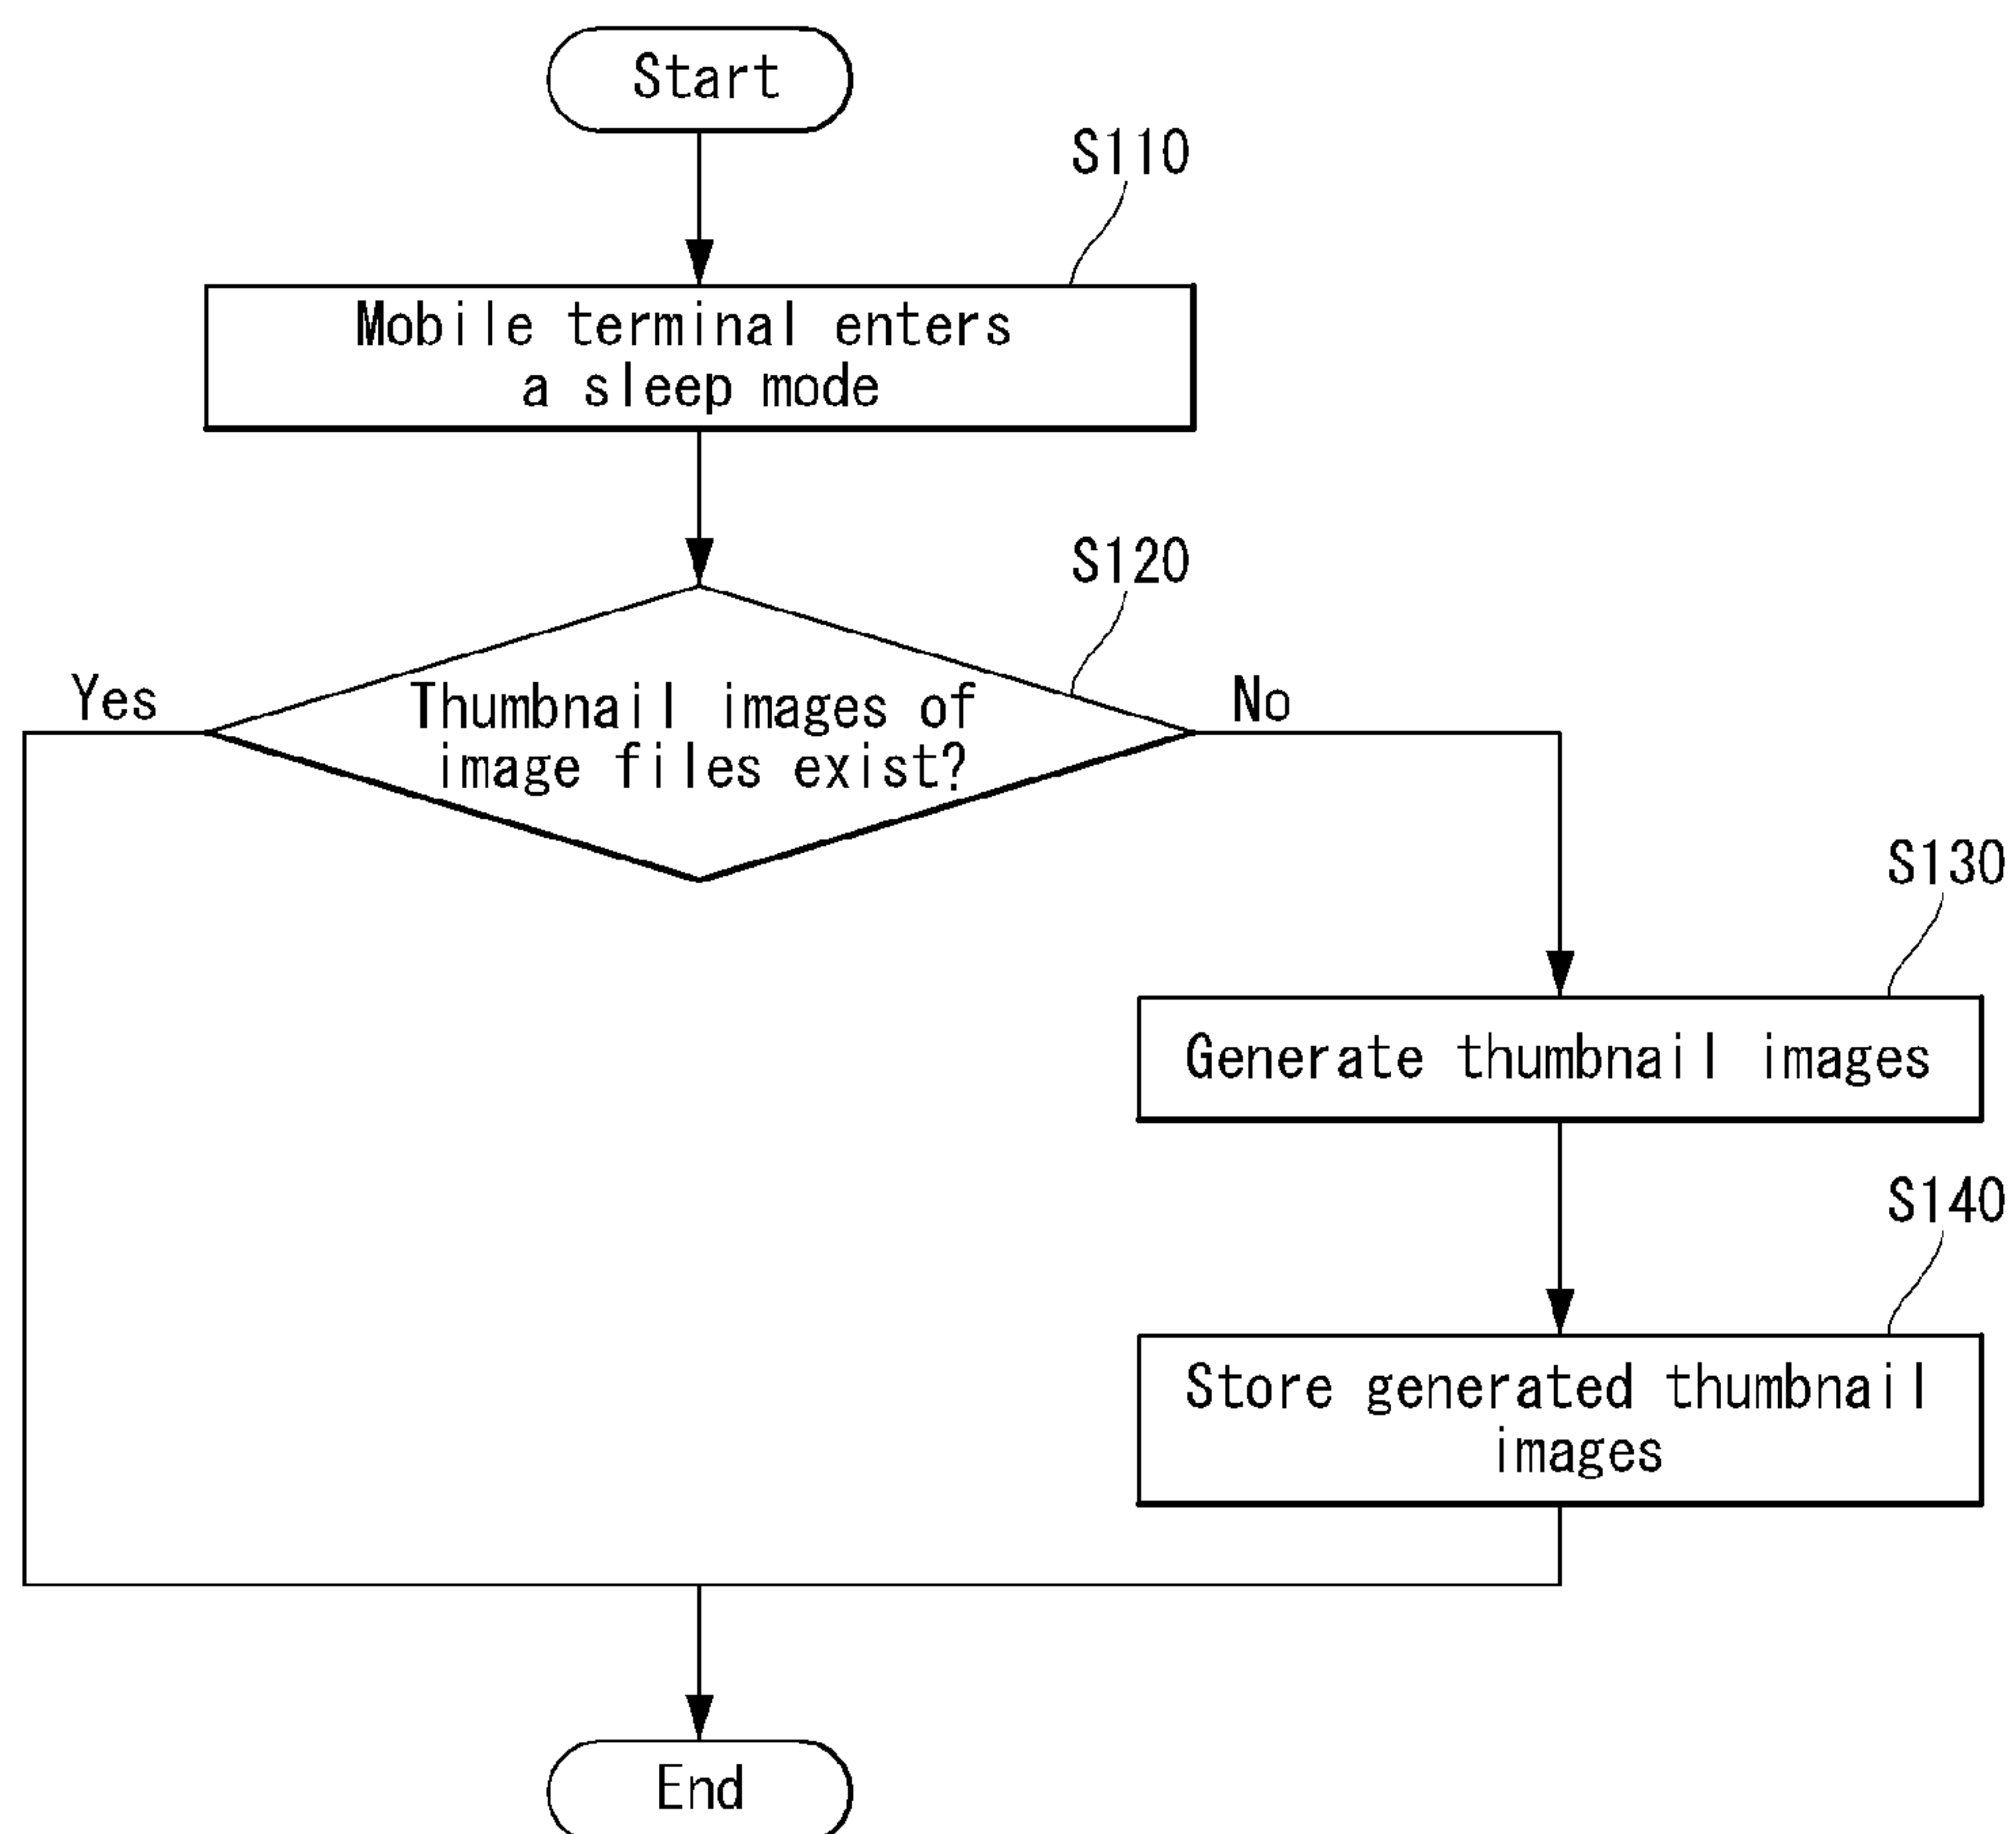 Start
S110
Mobile terminal enters
a sleep mode
S120
Yes
Thumbnail images of
image files exist?
No
S130
Generate thumbnail images
S140
Store generated thumbnail
images
End